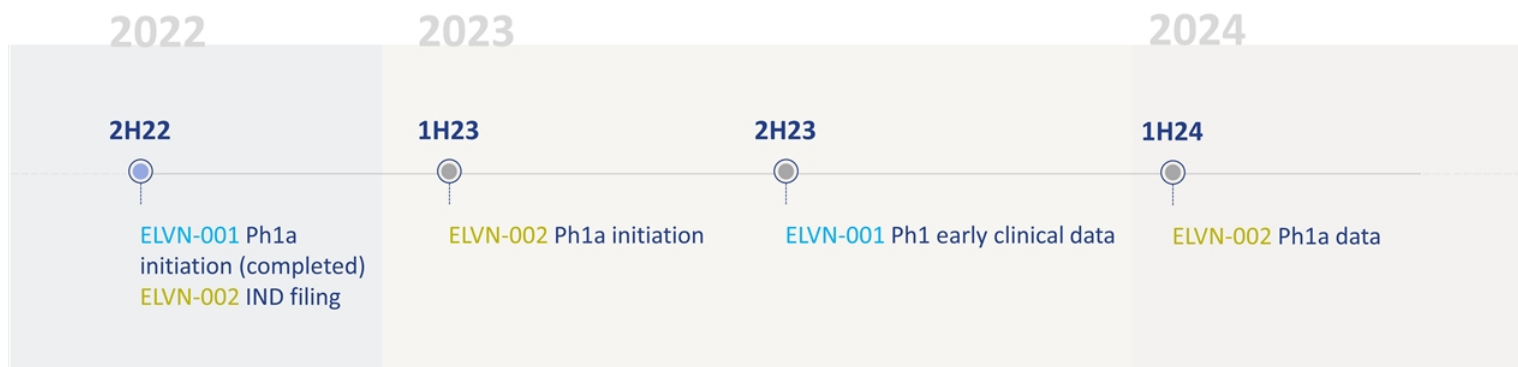 2022
2023
2024
2H22
1H23
2H23
1H24
ELVN-001 Ph1a
initiation (completed)
ELVN-002 IND filing
ELVN-002 Ph1a initiation
ELVN-001 Ph1 early clinical data
ELVN-002 Ph1a data